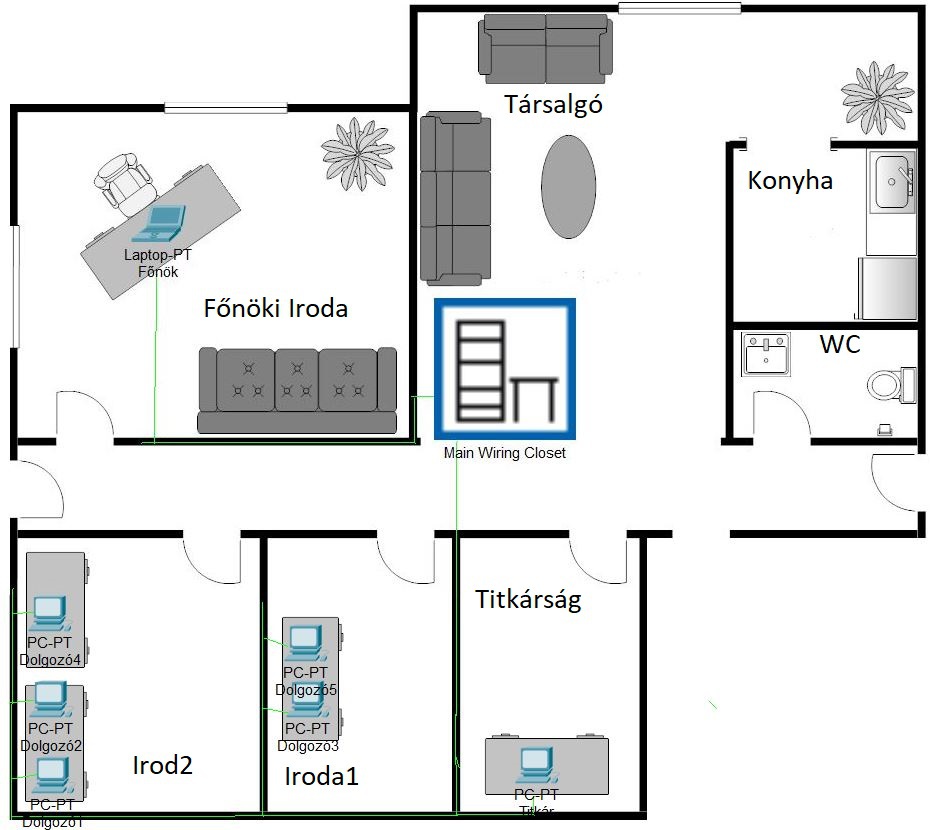 Társalgó
Konyha
Laptop-PT
Főnök
Főnöki Iroda
WC
Main Wiring Closet
Titkárság
PC-PT
Dolgozó4
PC-PT
Dolgozó5
PC-PT
Dolgozó2
PC-PT
Dolgozó3
Irod2
Iroda1
PC-PT
Dolgozó1
PC-PT
Titkár